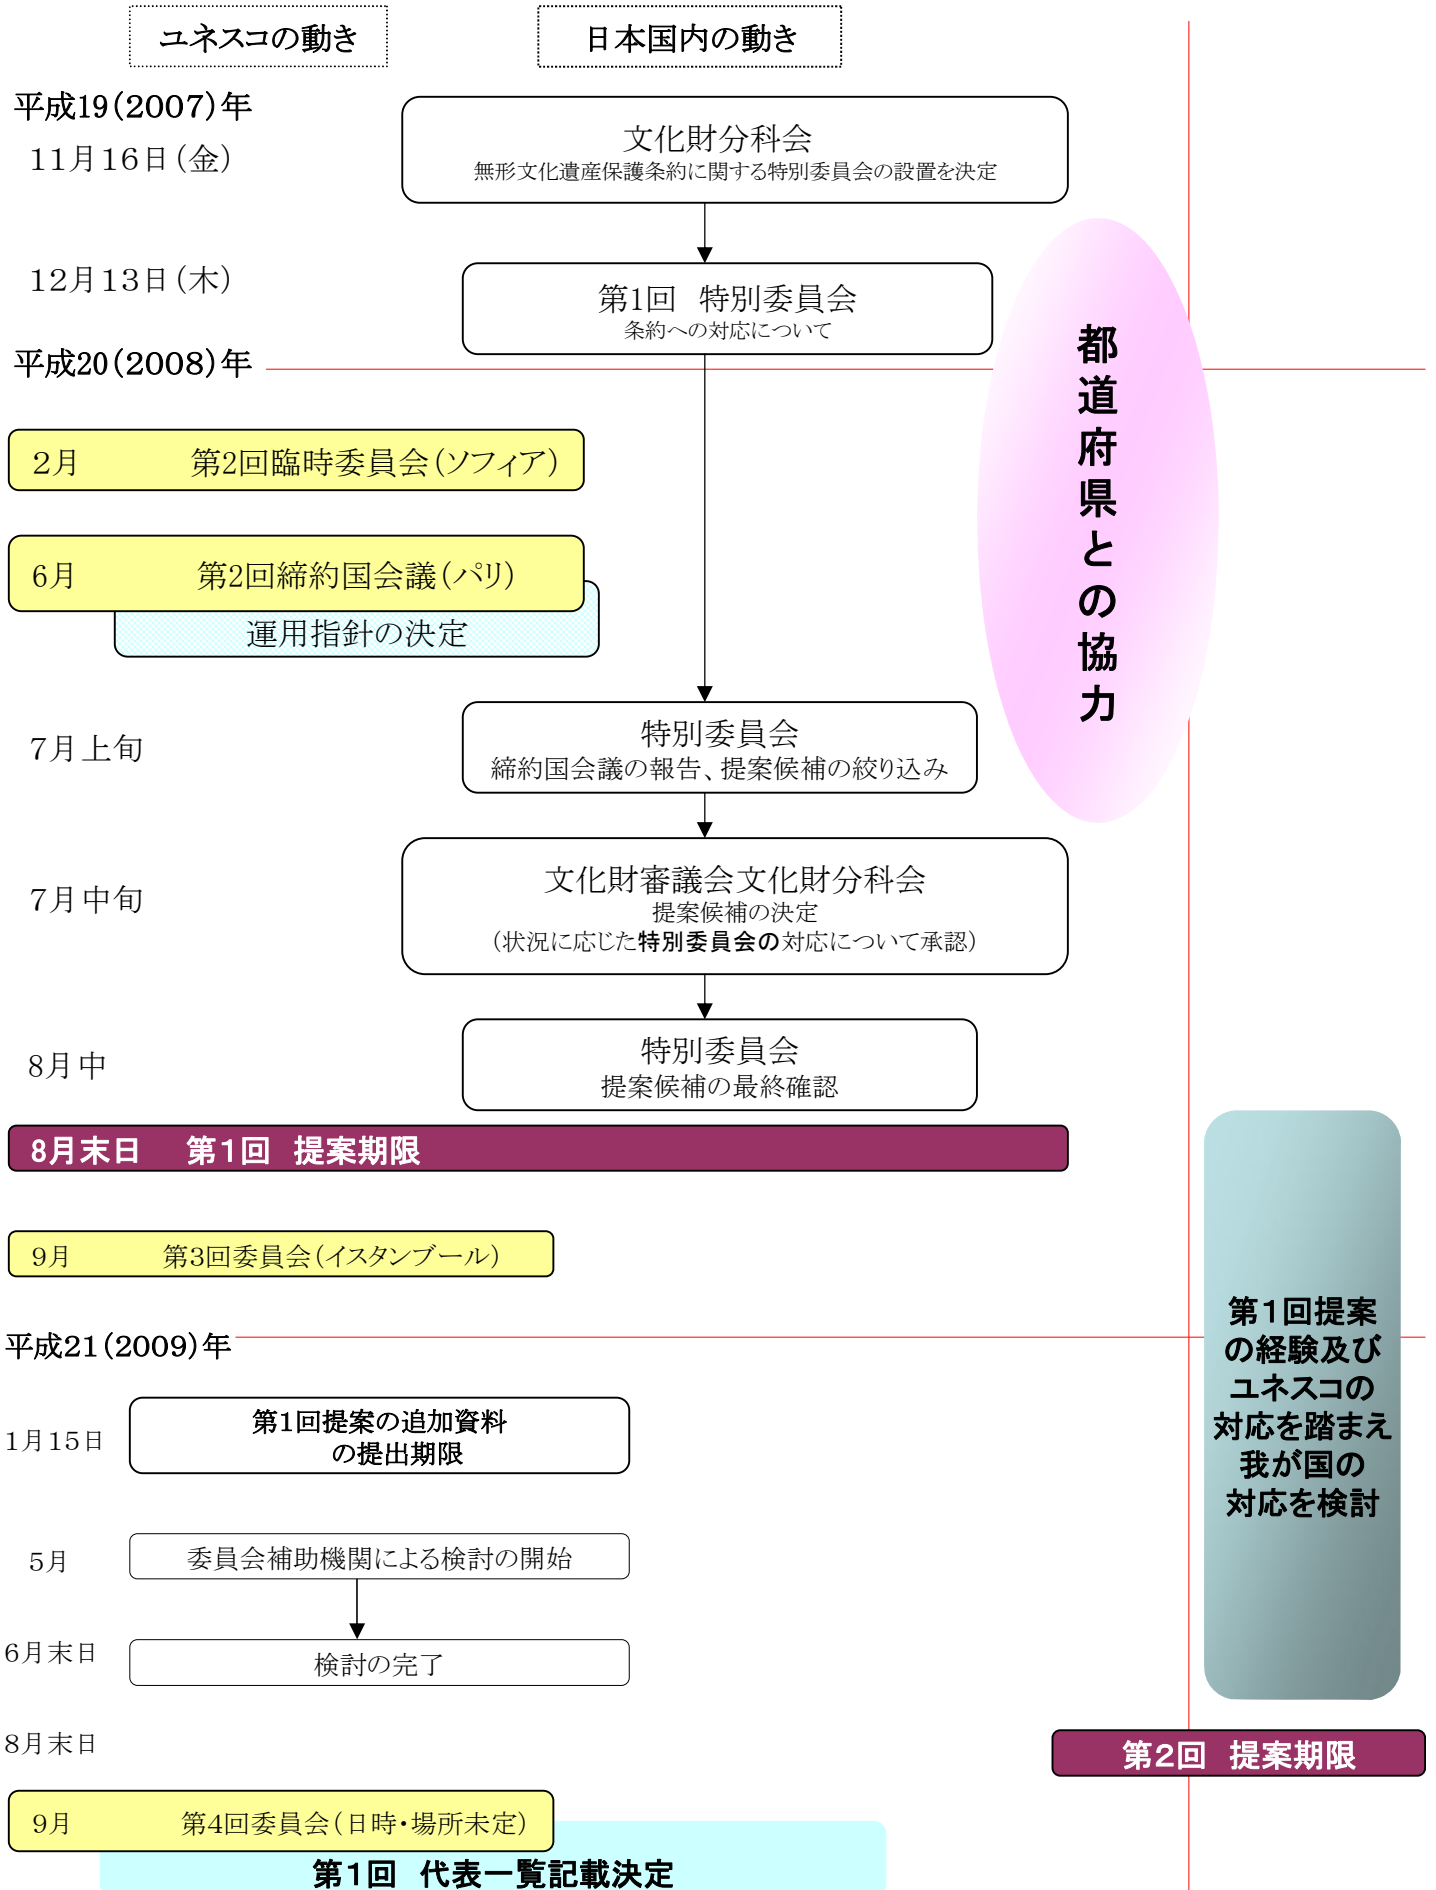 ユネスコの動き
日本国内の動き
平成19(2007)年
11月16日(金)
文化財分科会
無形文化遺産保護条約に関する特別委員会の設置を決定
12月13日(木)
第1回　特別委員会
条約への対応について
都道府県との協力
平成20(2008)年
2月　第2回臨時委員会(ソフィア)
6月　第2回締約国会議(パリ)
運用指針の決定
7月上旬
特別委員会
締約国会議の報告、提案候補の絞り込み
7月中旬
文化財審議会文化財分科会
提案候補の決定
(状況に応じた特別委員会の対応について承認)
8月中
特別委員会
提案候補の最終確認
8月末日　第1回　提案期限
9月　第3回委員会(イスタンブール)
平成21(2009)年
第1回提案
の経験及び
ユネスコの
対応を踏まえ
我が国の
対応を検討
1月15日
第1回提案の追加資料
の提出期限
5月
委員会補助機関による検討の開始
6月末日
検討の完了
8月末日
第2回　提案期限
9月　第4回委員会(日時・場所未定)
第1回　代表一覧記載決定